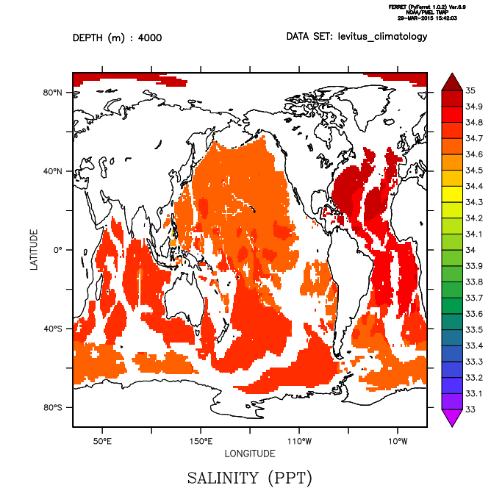 FERRET (PyFerret 1.0.2) Ver.6.9
NOAA/PMEL TMAP
29-MAR-2015 15:42:03
DEPTH (m) : 4000
DATA SET: levitus_climatology
80°N
40°N
0°
40°S
80°S
LATITUDE
50°E
150°E
110°W
10°W
LONGITUDE
35
34.9
34.8
34.7
34.6
34.5
34.4
34.3
34.2
34.1
34
33.9
33.8
33.7
33.6
33.5
33.4
33.3
33.2
33.1
33
SALINITY (PPT)